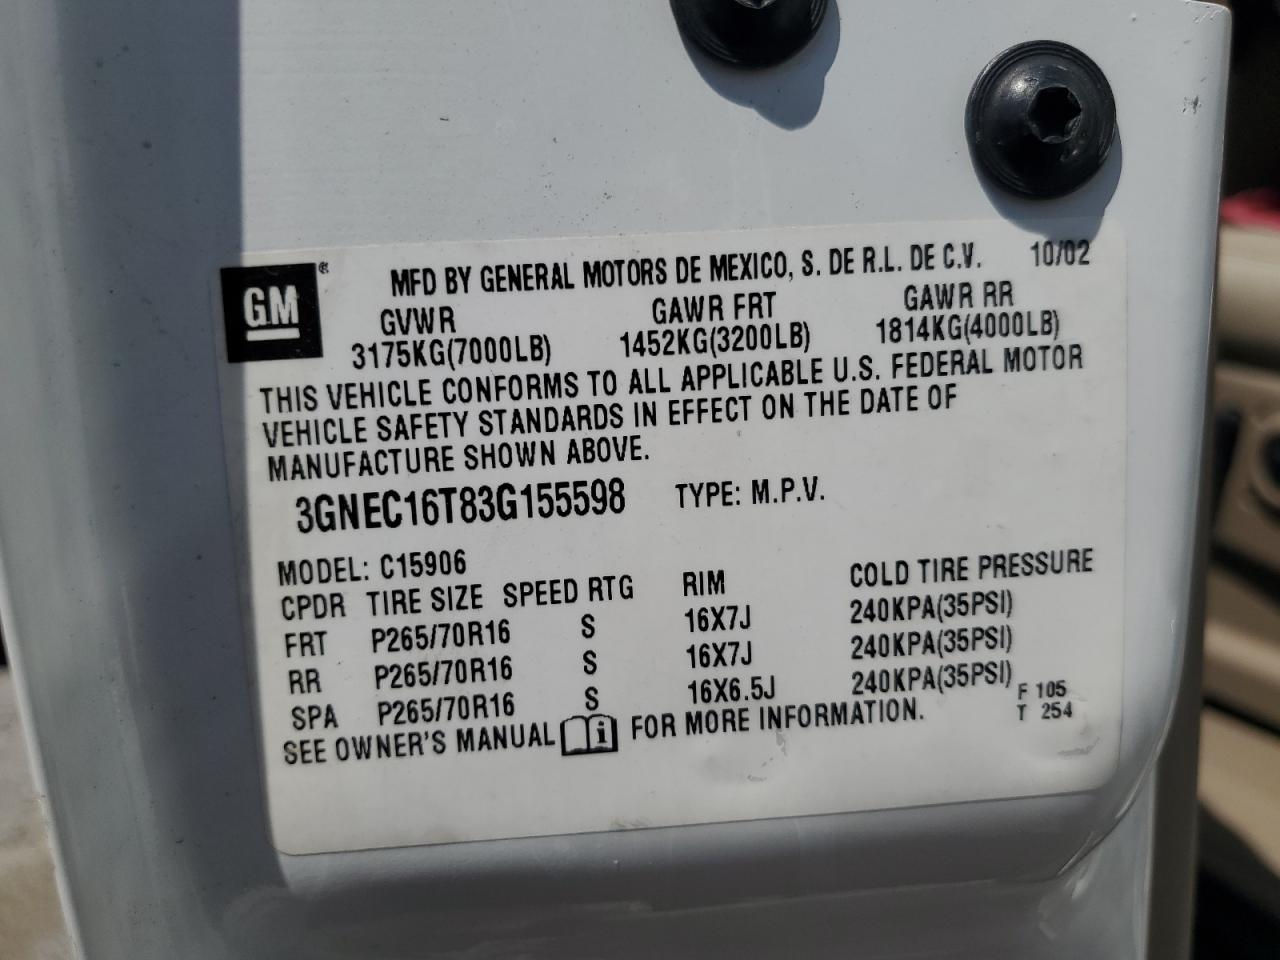 GM ®
MFD BY GENERAL MOTORS DE MEXICO, S. DE R.L. DE C.V. 10/02
GVWR GAWR FRT GAWR RR
3175KG(7000LB) 1452KG(3200LB) 1814KG(4000LB)
THIS VEHICLE CONFORMS TO ALL APPLICABLE U.S. FEDERAL MOTOR
VEHICLE SAFETY STANDARDS IN EFFECT ON THE DATE OF
MANUFACTURE SHOWN ABOVE.
3GNEC16T83G155598 TYPE: M.P.V.
MODEL: C15906
CPDR TIRE SIZE SPEED RTG RIM COLD TIRE PRESSURE
FRT P265/70R16 S 16X7J 240KPA(35PSI)
RR P265/70R16 S 16X7J 240KPA(35PSI)
SPA P265/70R16 S 16X6.5J 240KPA(35PSI) F 105
SEE OWNER'S MANUAL i FOR MORE INFORMATION. T 254